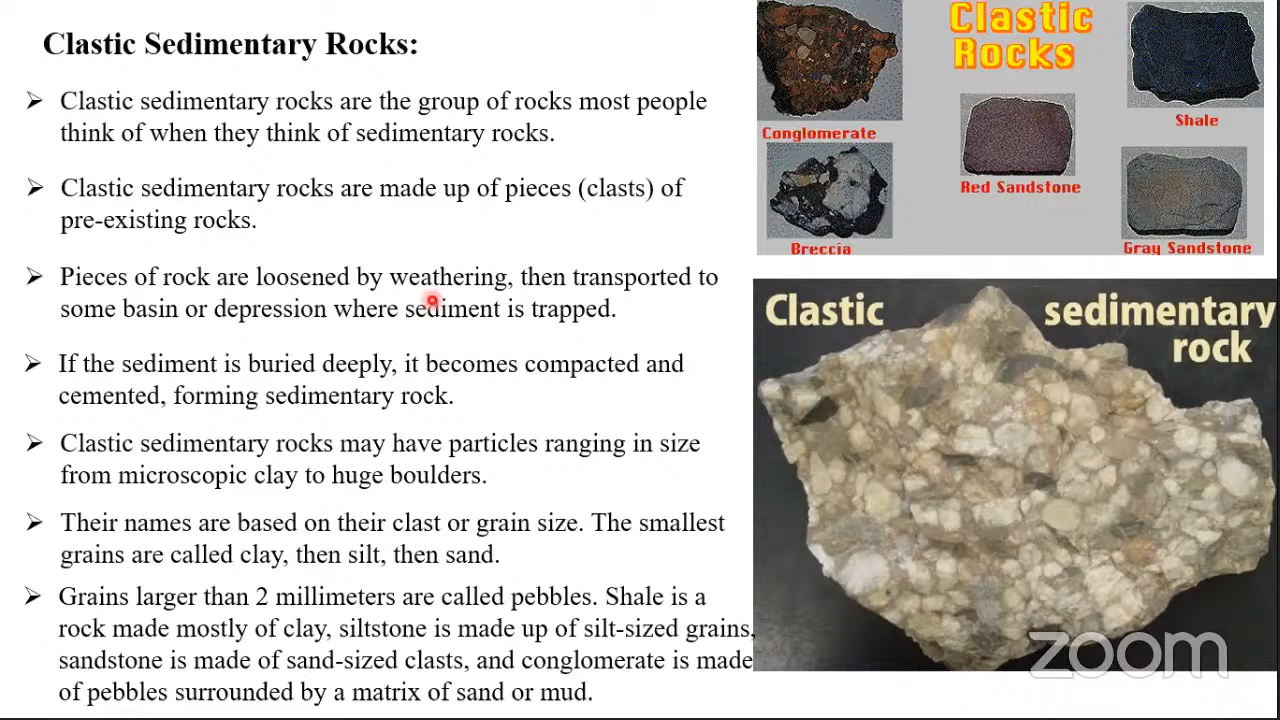 Clastic Sedimentary Rocks:
Clastic sedimentary rocks are the group of rocks most people
think of when they think of sedimentary rocks.
Clastic sedimentary rocks are made up of pieces (clasts) of
pre-existing rocks.
Pieces of rock are loosened by weathering, then transported to
some basin or depression where sediment is trapped.
If the sediment is buried deeply, it becomes compacted and
cemented, forming sedimentary rock.
Clastic sedimentary rocks may have particles ranging in size
from microscopic clay to huge boulders.
Their names are based on their clast or grain size. The smallest
grains are called clay, then silt, then sand.
Grains larger than 2 millimeters are called pebbles. Shale is a
rock made mostly of clay, siltstone is made up of silt-sized grains,
sandstone is made of sand-sized clasts, and conglomerate is made
of pebbles surrounded by a matrix of sand or mud.
Clastic
Rocks
Conglomerate
Shale
Red Sandstone
Breccia
Gray Sandstone
Clastic sedimentary
rock
zoom